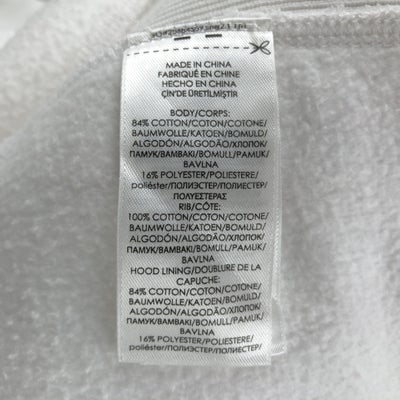 MADE IN CHINA
FABRIQUÉ EN CHINE
HECHO EN CHINA
ÇİN'DE ÜRETİLMİŞTİR
BODY/CORPS:
84% COTTON/COTON/COTONE/
BAUMWOLLE/KATOEN/BOMULD/
ALGODÓN/ALGODÃO/ХЛОПОК/
ПАМУК/BAMBAKI/BOMULL/PAMUK/
BAVLNA
16% POLYESTER/POLIESTERE/
poliéster/ПОЛИЭСТЕР/ПОЛИЕСТЕР/
ΠΟΛΥΕΣΤΕΡΑΣ
RIB/CÔTE:
100% COTTON/COTON/COTONE/
BAUMWOLLE/KATOEN/BOMULD/
ALGODÓN/ALGODÃO/ХЛОПОК/
ПАМУК/BAMBAKI/BOMULL/PAMUK/
BAVLNA
HOOD LINING/DOUBLURE DE LA
CAPUCHE:
84% COTTON/COTON/COTONE/
BAUMWOLLE/KATOEN/BOMULD/
ALGODÓN/ALGODÃO/ХЛОПОК/
ПАМУК/BAMBAKI/BOMULL/PAMUK/
BAVLNA
16% POLYESTER/POLIESTERE/
poliéster/ПОЛИЭСТЕР/ПОЛИЕСТЕР/